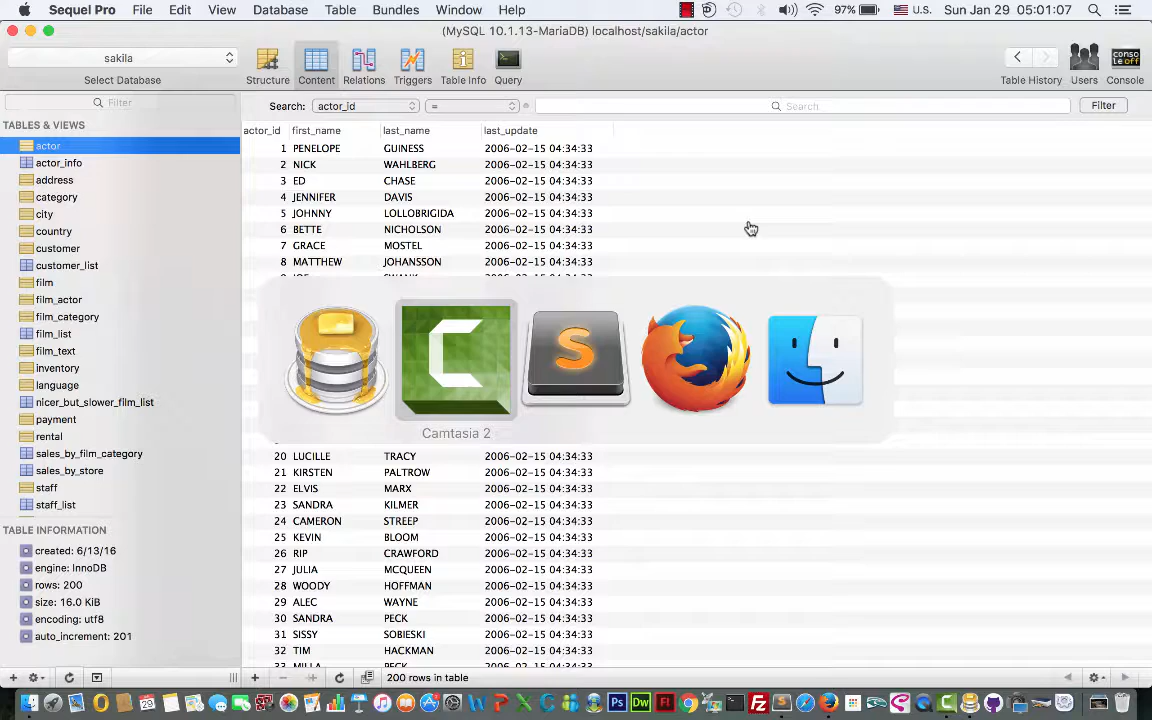 Sequel Pro File Edit View Database Table Bundles Window Help 97% U.S. Sun Jan 29 05:01:07
(MySQL 10.1.13-MariaDB) localhost/sakila/actor
sakila
Select Database Structure Content Relations Triggers Table Info Query Table History Users Console
conso
le off
Filter Search: actor_id = Search Filter
TABLES & VIEWS
actor
actor_info
address
category
city
country
customer
customer_list
film
film_actor
film_category
film_list
film_text
inventory
language
nicer_but_slower_film_list
payment
rental
sales_by_film_category
sales_by_store
staff
staff_list
TABLE INFORMATION
created: 6/13/16
engine: InnoDB
rows: 200
size: 16.0 KiB
encoding: utf8
auto_increment: 201
actor_id first_name last_name last_update
1 PENELOPE GUINESS 2006-02-15 04:34:33
2 NICK WAHLBERG 2006-02-15 04:34:33
3 ED CHASE 2006-02-15 04:34:33
4 JENNIFER DAVIS 2006-02-15 04:34:33
5 JOHNNY LOLLOBRIGIDA 2006-02-15 04:34:33
6 BETTE NICHOLSON 2006-02-15 04:34:33
7 GRACE MOSTEL 2006-02-15 04:34:33
8 MATTHEW JOHANSSON 2006-02-15 04:34:33
Camtasia 2
20 LUCILLE TRACY 2006-02-15 04:34:33
21 KIRSTEN PALTROW 2006-02-15 04:34:33
22 ELVIS MARX 2006-02-15 04:34:33
23 SANDRA KILMER 2006-02-15 04:34:33
24 CAMERON STREEP 2006-02-15 04:34:33
25 KEVIN BLOOM 2006-02-15 04:34:33
26 RIP CRAWFORD 2006-02-15 04:34:33
27 JULIA MCQUEEN 2006-02-15 04:34:33
28 WOODY HOFFMAN 2006-02-15 04:34:33
29 ALEC WAYNE 2006-02-15 04:34:33
30 SANDRA PECK 2006-02-15 04:34:33
31 SISSY SOBIESKI 2006-02-15 04:34:33
32 TIM HACKMAN 2006-02-15 04:34:33
33 MILLA PECK 2006-02-15 04:34:33
200 rows in table